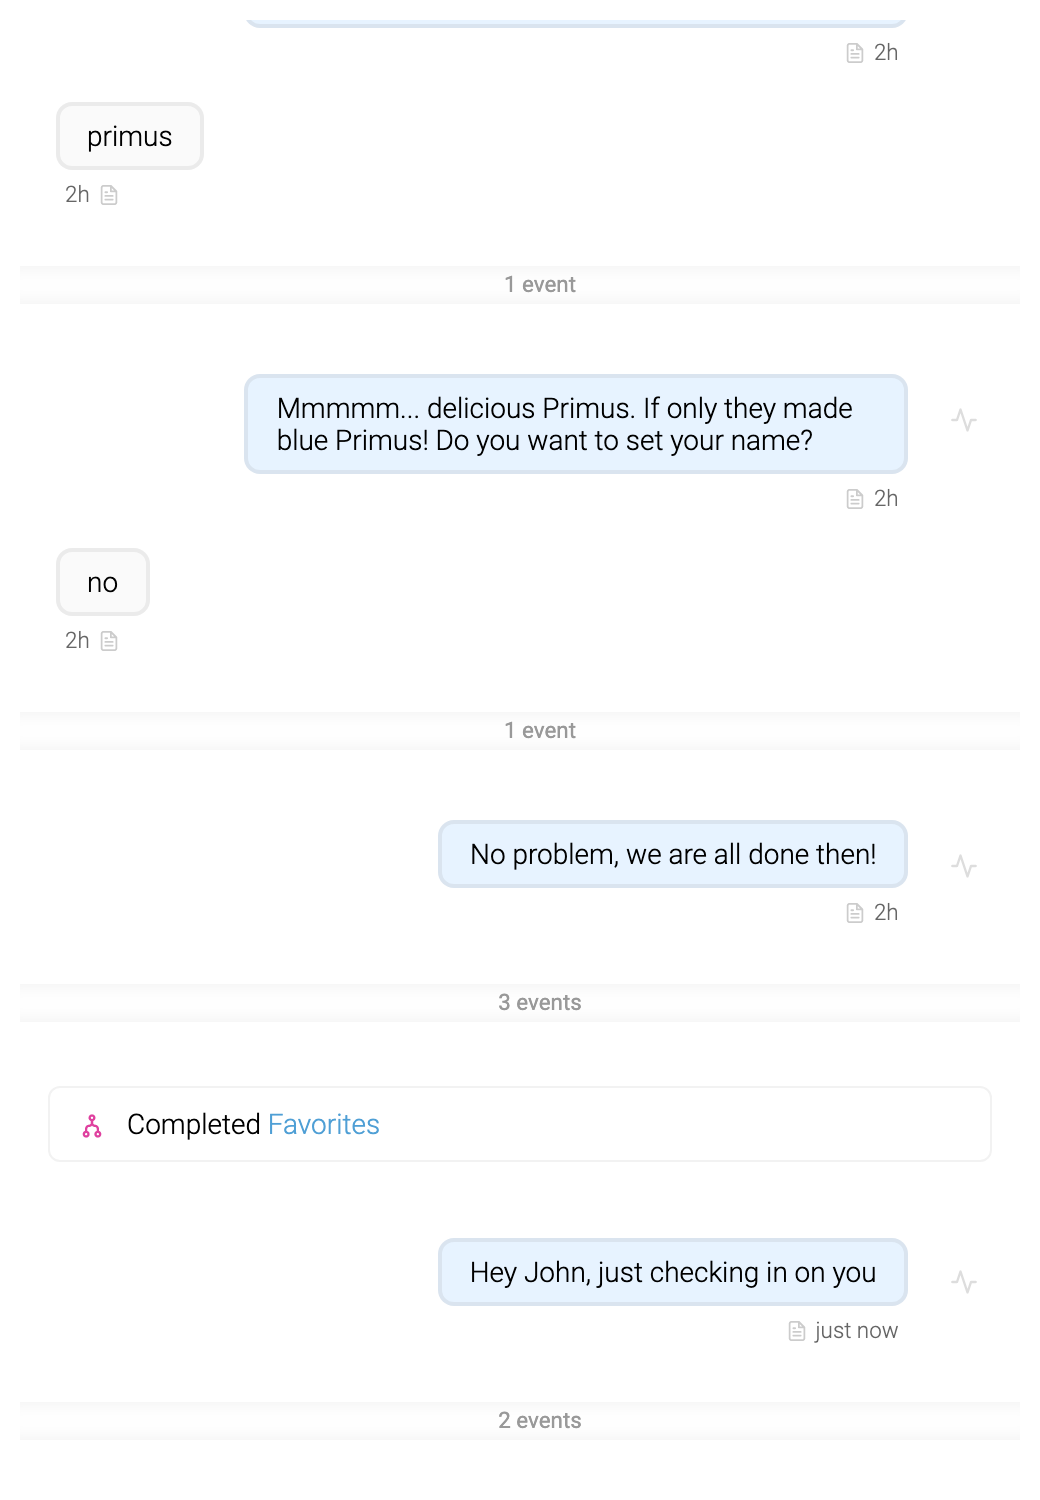 2h
primus
2h
1 event
Mmmmm... delicious Primus. If only they made
blue Primus! Do you want to set your name?
2h
no
2h
1 event
No problem, we are all done then!
2h
3 events
Completed Favorites
Hey John, just checking in on you
just now
2 events